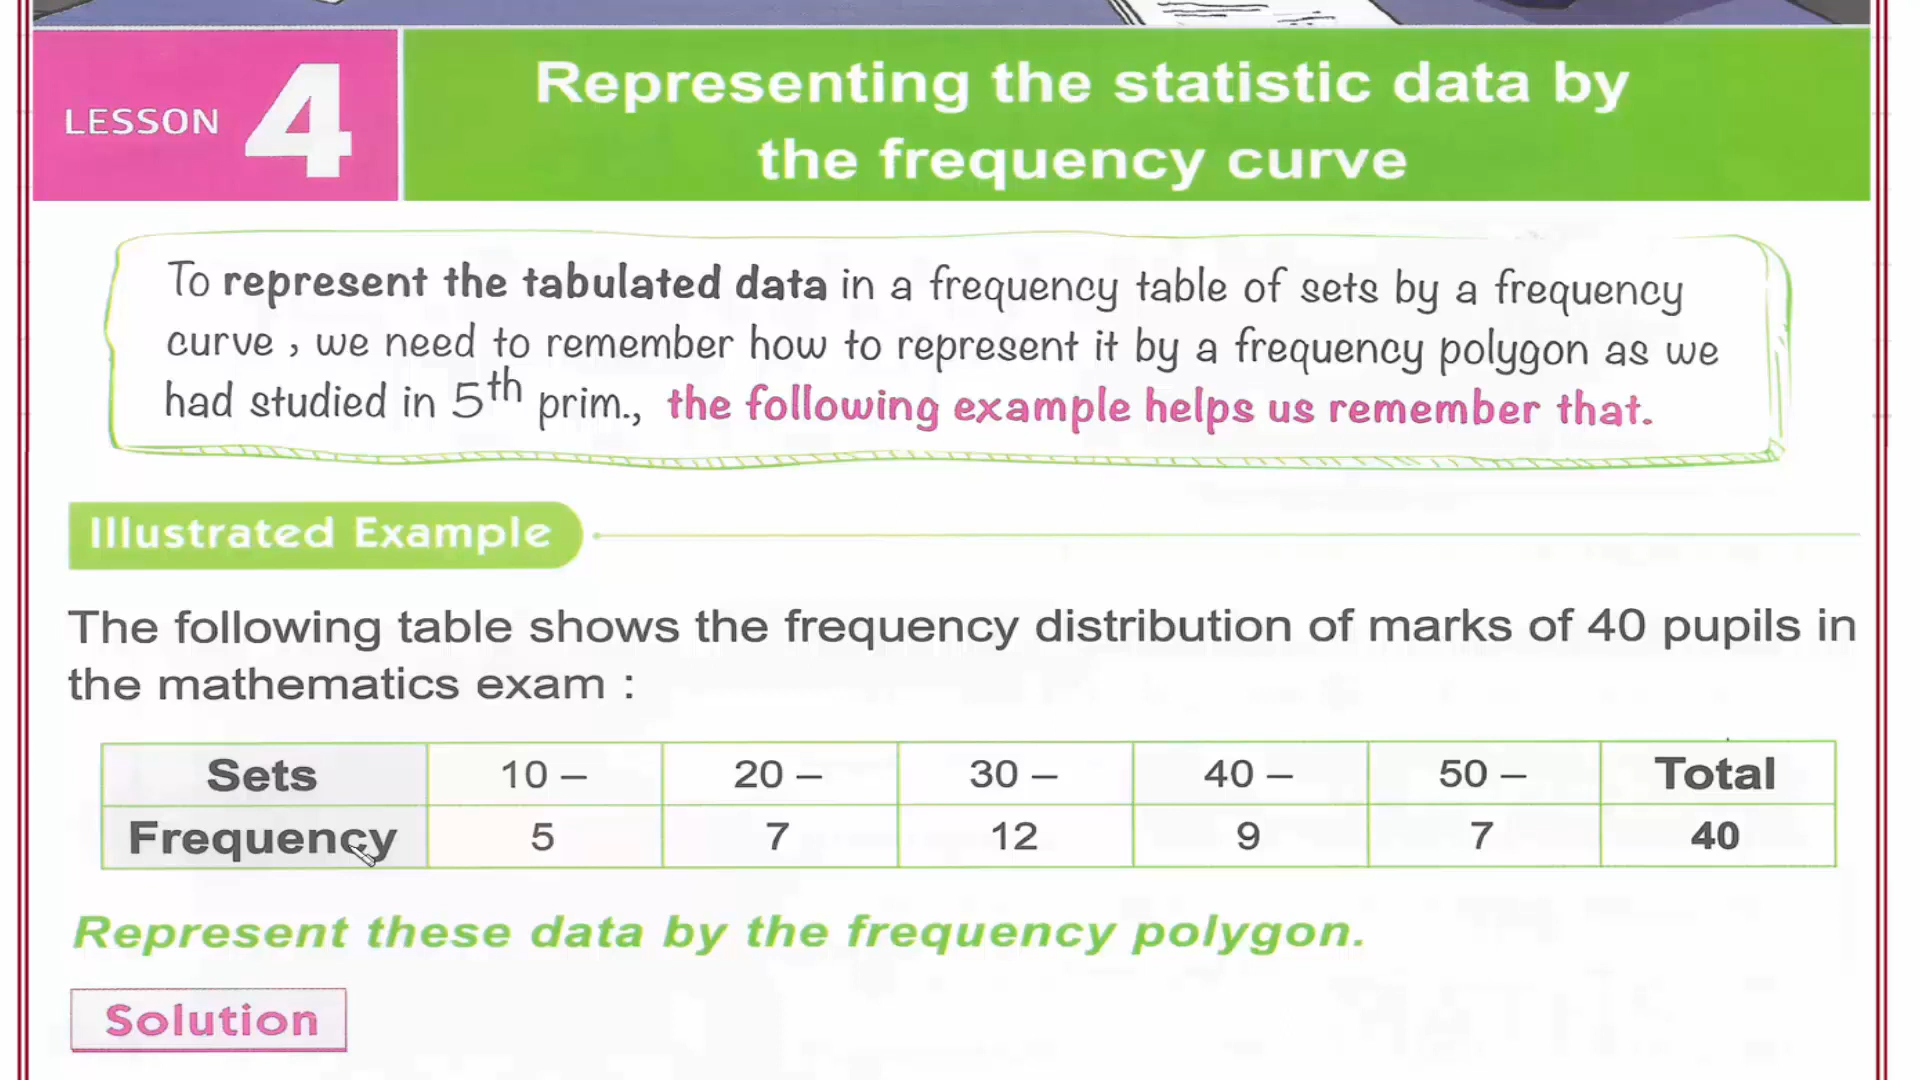 LESSON 4
Representing the statistic data by
the frequency curve
To represent the tabulated data in a frequency table of sets by a frequency
curve , we need to remember how to represent it by a frequency polygon as we
had studied in 5th prim., the following example helps us remember that.
Illustrated Example
The following table shows the frequency distribution of marks of 40 pupils in
the mathematics exam :
Sets 10 – 20 – 30 – 40 – 50 – Total
Frequency 5 7 12 9 7 40
Represent these data by the frequency polygon.
Solution